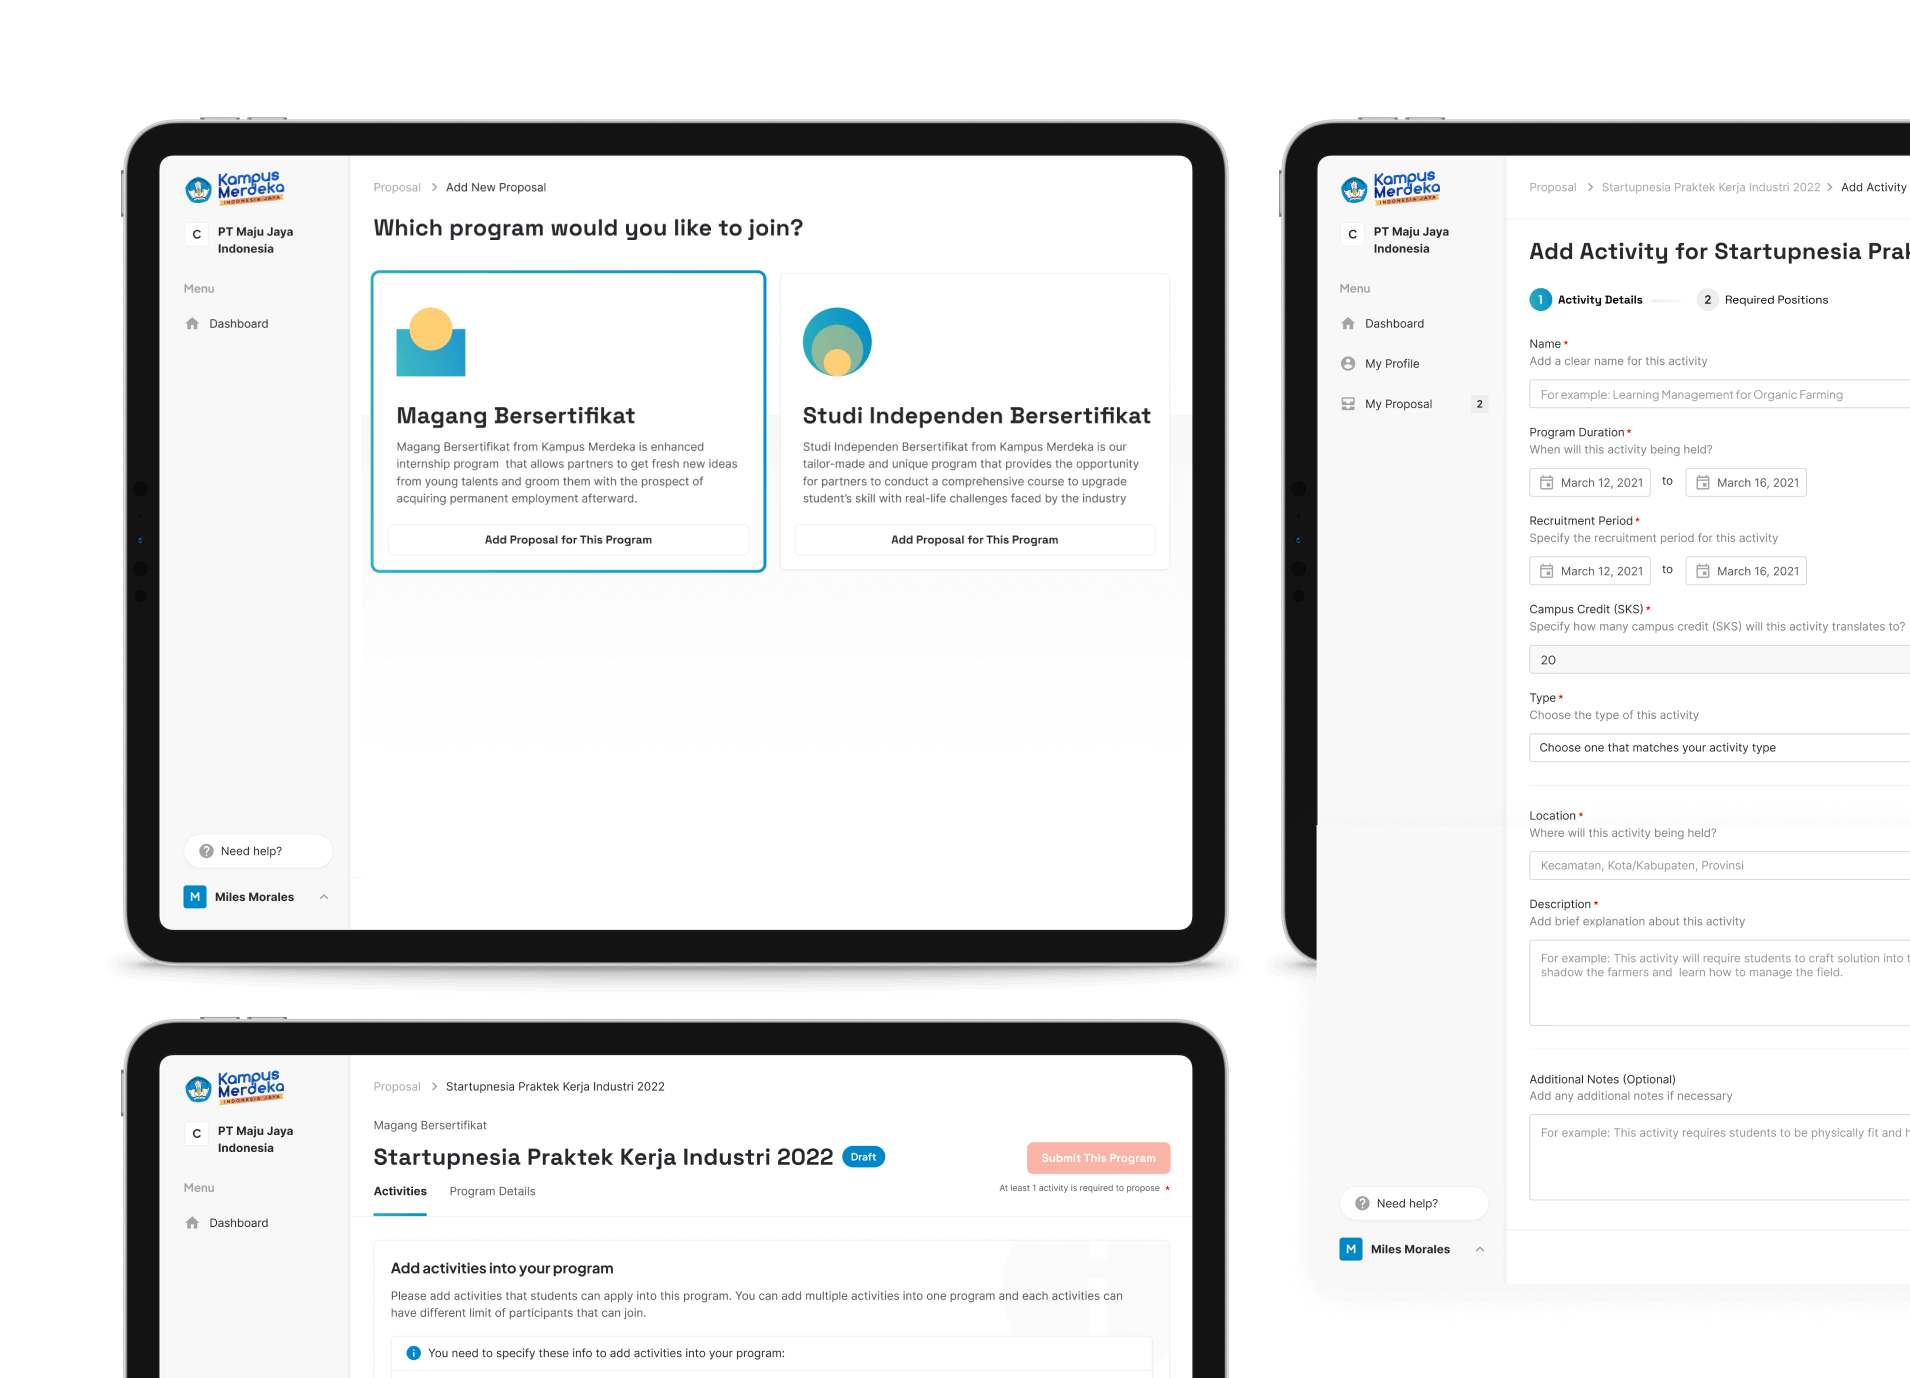 Kampus
Merdeka
INDONESIA JAYA
C
PT Maju Jaya
Indonesia
Menu
Dashboard
Need help?
M
Miles Morales
Proposal > Add New Proposal
Which program would you like to join?
Magang Bersertifikat
Magang Bersertifikat from Kampus Merdeka is enhanced
internship program that allows partners to get fresh new ideas
from young talents and groom them with the prospect of
acquiring permanent employment afterward.
Add Proposal for This Program
Studi Independen Bersertifikat
Studi Independen Bersertifikat from Kampus Merdeka is our
tailor-made and unique program that provides the opportunity
for partners to conduct a comprehensive course to upgrade
student's skill with real-life challenges faced by the industry
Add Proposal for This Program
Kampus
Merdeka
INDONESIA JAYA
C
PT Maju Jaya
Indonesia
Menu
Dashboard
My Profile
My Proposal 2
Need help?
M
Miles Morales
Proposal > Startupnesia Praktek Kerja Industri 2022 > Add Activity
Add Activity for Startupnesia Prak
1 Activity Details 2 Required Positions
Name *
Add a clear name for this activity
For example: Learning Management for Organic Farming
Program Duration *
When will this activity being held?
March 12, 2021 to March 16, 2021
Recruitment Period *
Specify the recruitment period for this activity
March 12, 2021 to March 16, 2021
Campus Credit (SKS) *
Specify how many campus credit (SKS) will this activity translates to?
20
Type *
Choose the type of this activity
Choose one that matches your activity type
Location *
Where will this activity being held?
Kecamatan, Kota/Kabupaten, Provinsi
Description *
Add brief explanation about this activity
For example: This activity will require students to craft solution into t
shadow the farmers and learn how to manage the field.
Additional Notes (Optional)
Add any additional notes if necessary
For example: This activity requires students to be physically fit and h
Kampus
Merdeka
INDONESIA JAYA
C
PT Maju Jaya
Indonesia
Menu
Dashboard
Proposal > Startupnesia Praktek Kerja Industri 2022
Magang Bersertifikat
Startupnesia Praktek Kerja Industri 2022 Draft
Submit This Program
At least 1 activity is required to propose *
Activities Program Details
Add activities into your program
Please add activities that students can apply into this program. You can add multiple activities into one program and each activities can
have different limit of participants that can join.
You need to specify these info to add activities into your program: